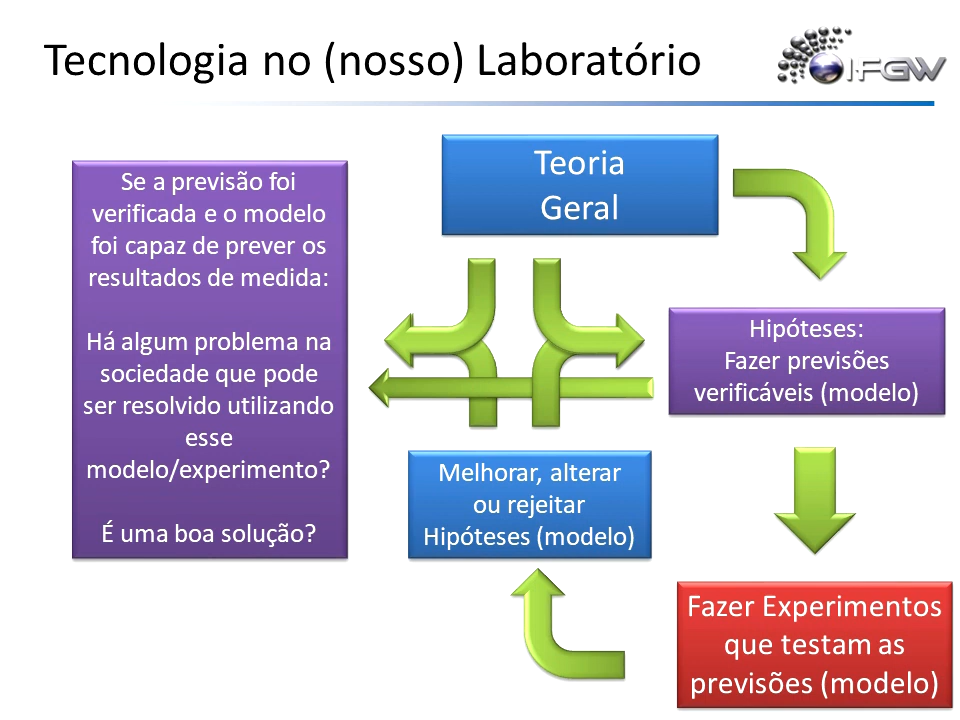 Tecnologia no (nosso) Laboratório
IFGW
Se a previsão foi
verificada e o modelo
foi capaz de prever os
resultados de medida:
Há algum problema na
sociedade que pode
ser resolvido utilizando
esse
modelo/experimento?
É uma boa solução?
Teoria
Geral
Hipóteses:
Fazer previsões
verificáveis (modelo)
Melhorar, alterar
ou rejeitar
Hipóteses (modelo)
Fazer Experimentos
que testam as
previsões (modelo)